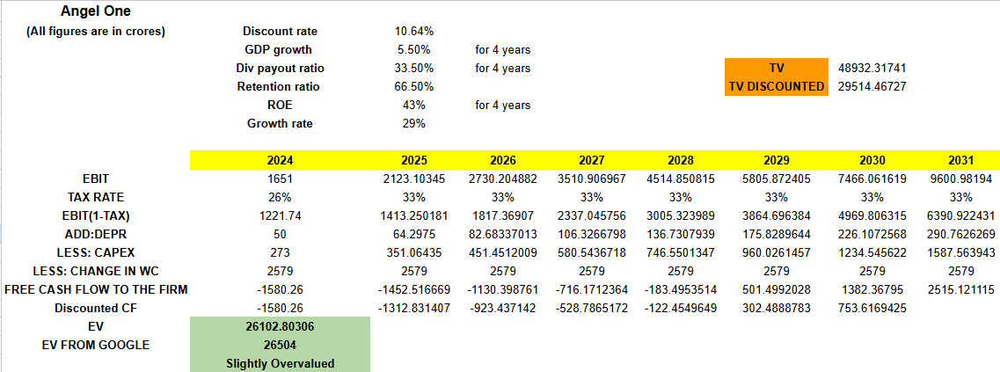 Angel One
(All figures are in crores) Discount rate 10.64%
GDP growth 5.50% for 4 years
Div payout ratio 33.50% for 4 years TV 48932.31741
Retention ratio 66.50% TV DISCOUNTED 29514.46727
ROE 43% for 4 years
Growth rate 29%
2024 2025 2026 2027 2028 2029 2030 2031
EBIT 1651 2123.10345 2730.204882 3510.906967 4514.850815 5805.872405 7466.061619 9600.98194
TAX RATE 26% 33% 33% 33% 33% 33% 33% 33%
EBIT(1-TAX) 1221.74 1413.250181 1817.36907 2337.045756 3005.323989 3864.696384 4969.806315 6390.922431
ADD:DEPR 50 64.2975 82.68337013 106.3266798 136.7307939 175.8289644 226.1072568 290.7626269
LESS: CAPEX 273 351.06435 451.4512009 580.5436718 746.5501347 960.0261457 1234.545622 1587.563943
LESS: CHANGE IN WC 2579 2579 2579 2579 2579 2579 2579 2579
FREE CASH FLOW TO THE FIRM -1580.26 -1452.516669 -1130.398761 -716.1712364 -183.4953514 501.4992028 1382.36795 2515.121115
Discounted CF -1580.26 -1312.831407 -923.437142 -528.7865172 -122.4549649 302.4888783 753.6169425
EV 26102.80306
EV FROM GOOGLE 26504
Slightly Overvalued